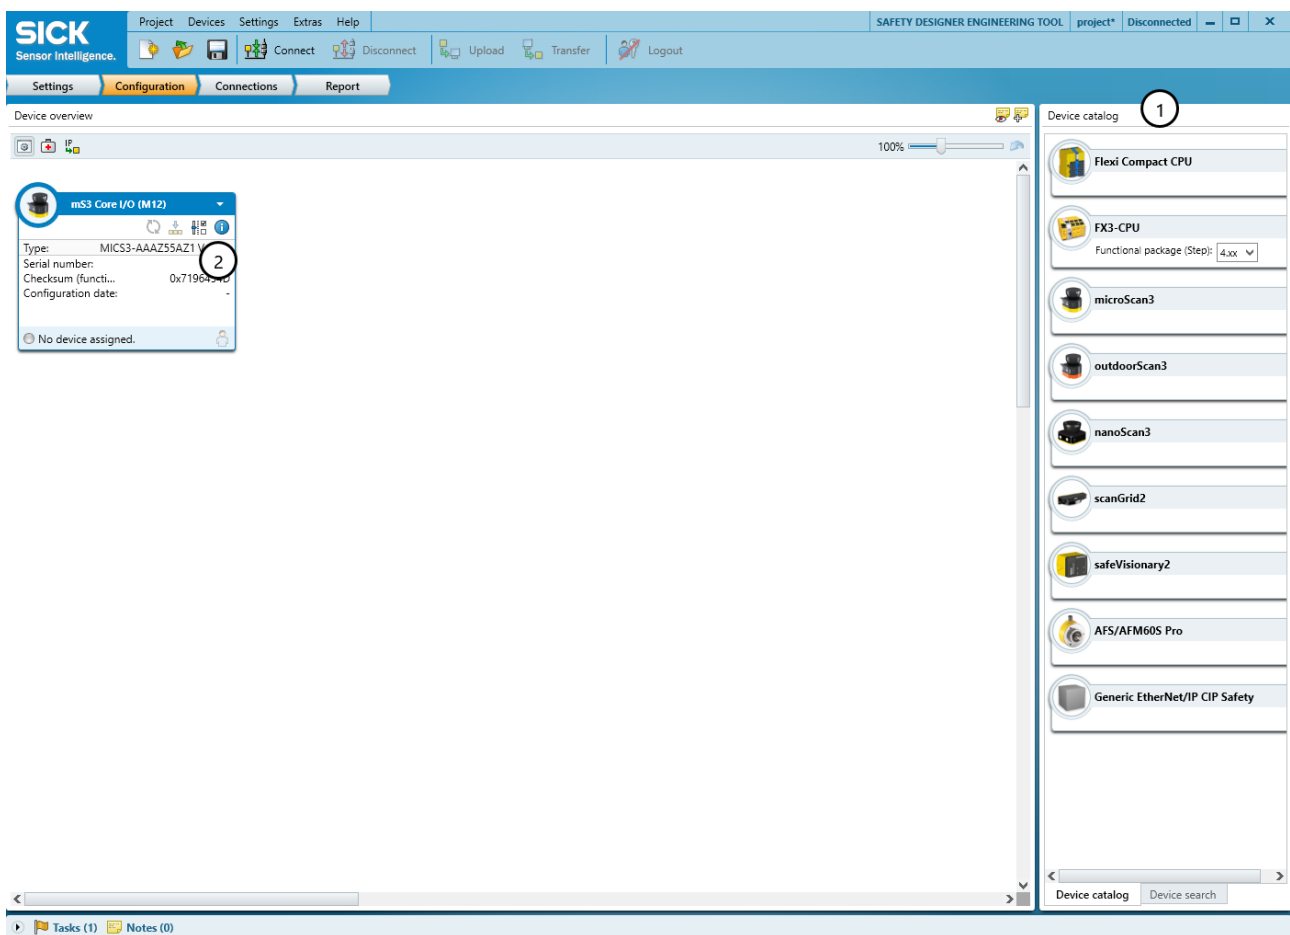 SICK
Sensor Intelligence.
Project Devices Settings Extras Help
SAFETY DESIGNER ENGINEERING TOOL project* Disconnected
Connect Disconnect Upload Transfer Logout
Settings Configuration Connections Report
Device overview
100%
mS3 Core I/O (M12)
Type: MICS3-AAAZ55AZ1
Serial number:
Checksum (functi...
Configuration date: -
No device assigned.
2
Device catalog
1
Flexi Compact CPU
FX3-CPU
Functional package (Step): 4.xx
microScan3
outdoorScan3
nanoScan3
scanGrid2
safeVisionary2
AFS/AFM60S Pro
Generic EtherNet/IP CIP Safety
Device catalog Device search
Tasks (1) Notes (0)